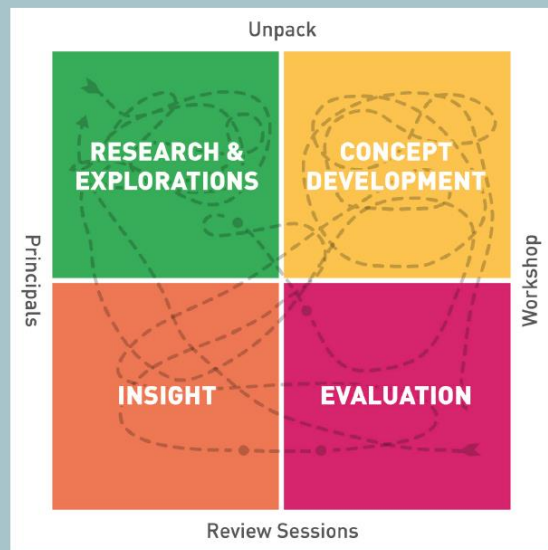 Unpack
RESEARCH &
EXPLORATIONS
CONCEPT
DEVELOPMENT
Principals
Workshop
INSIGHT
EVALUATION
Review Sessions